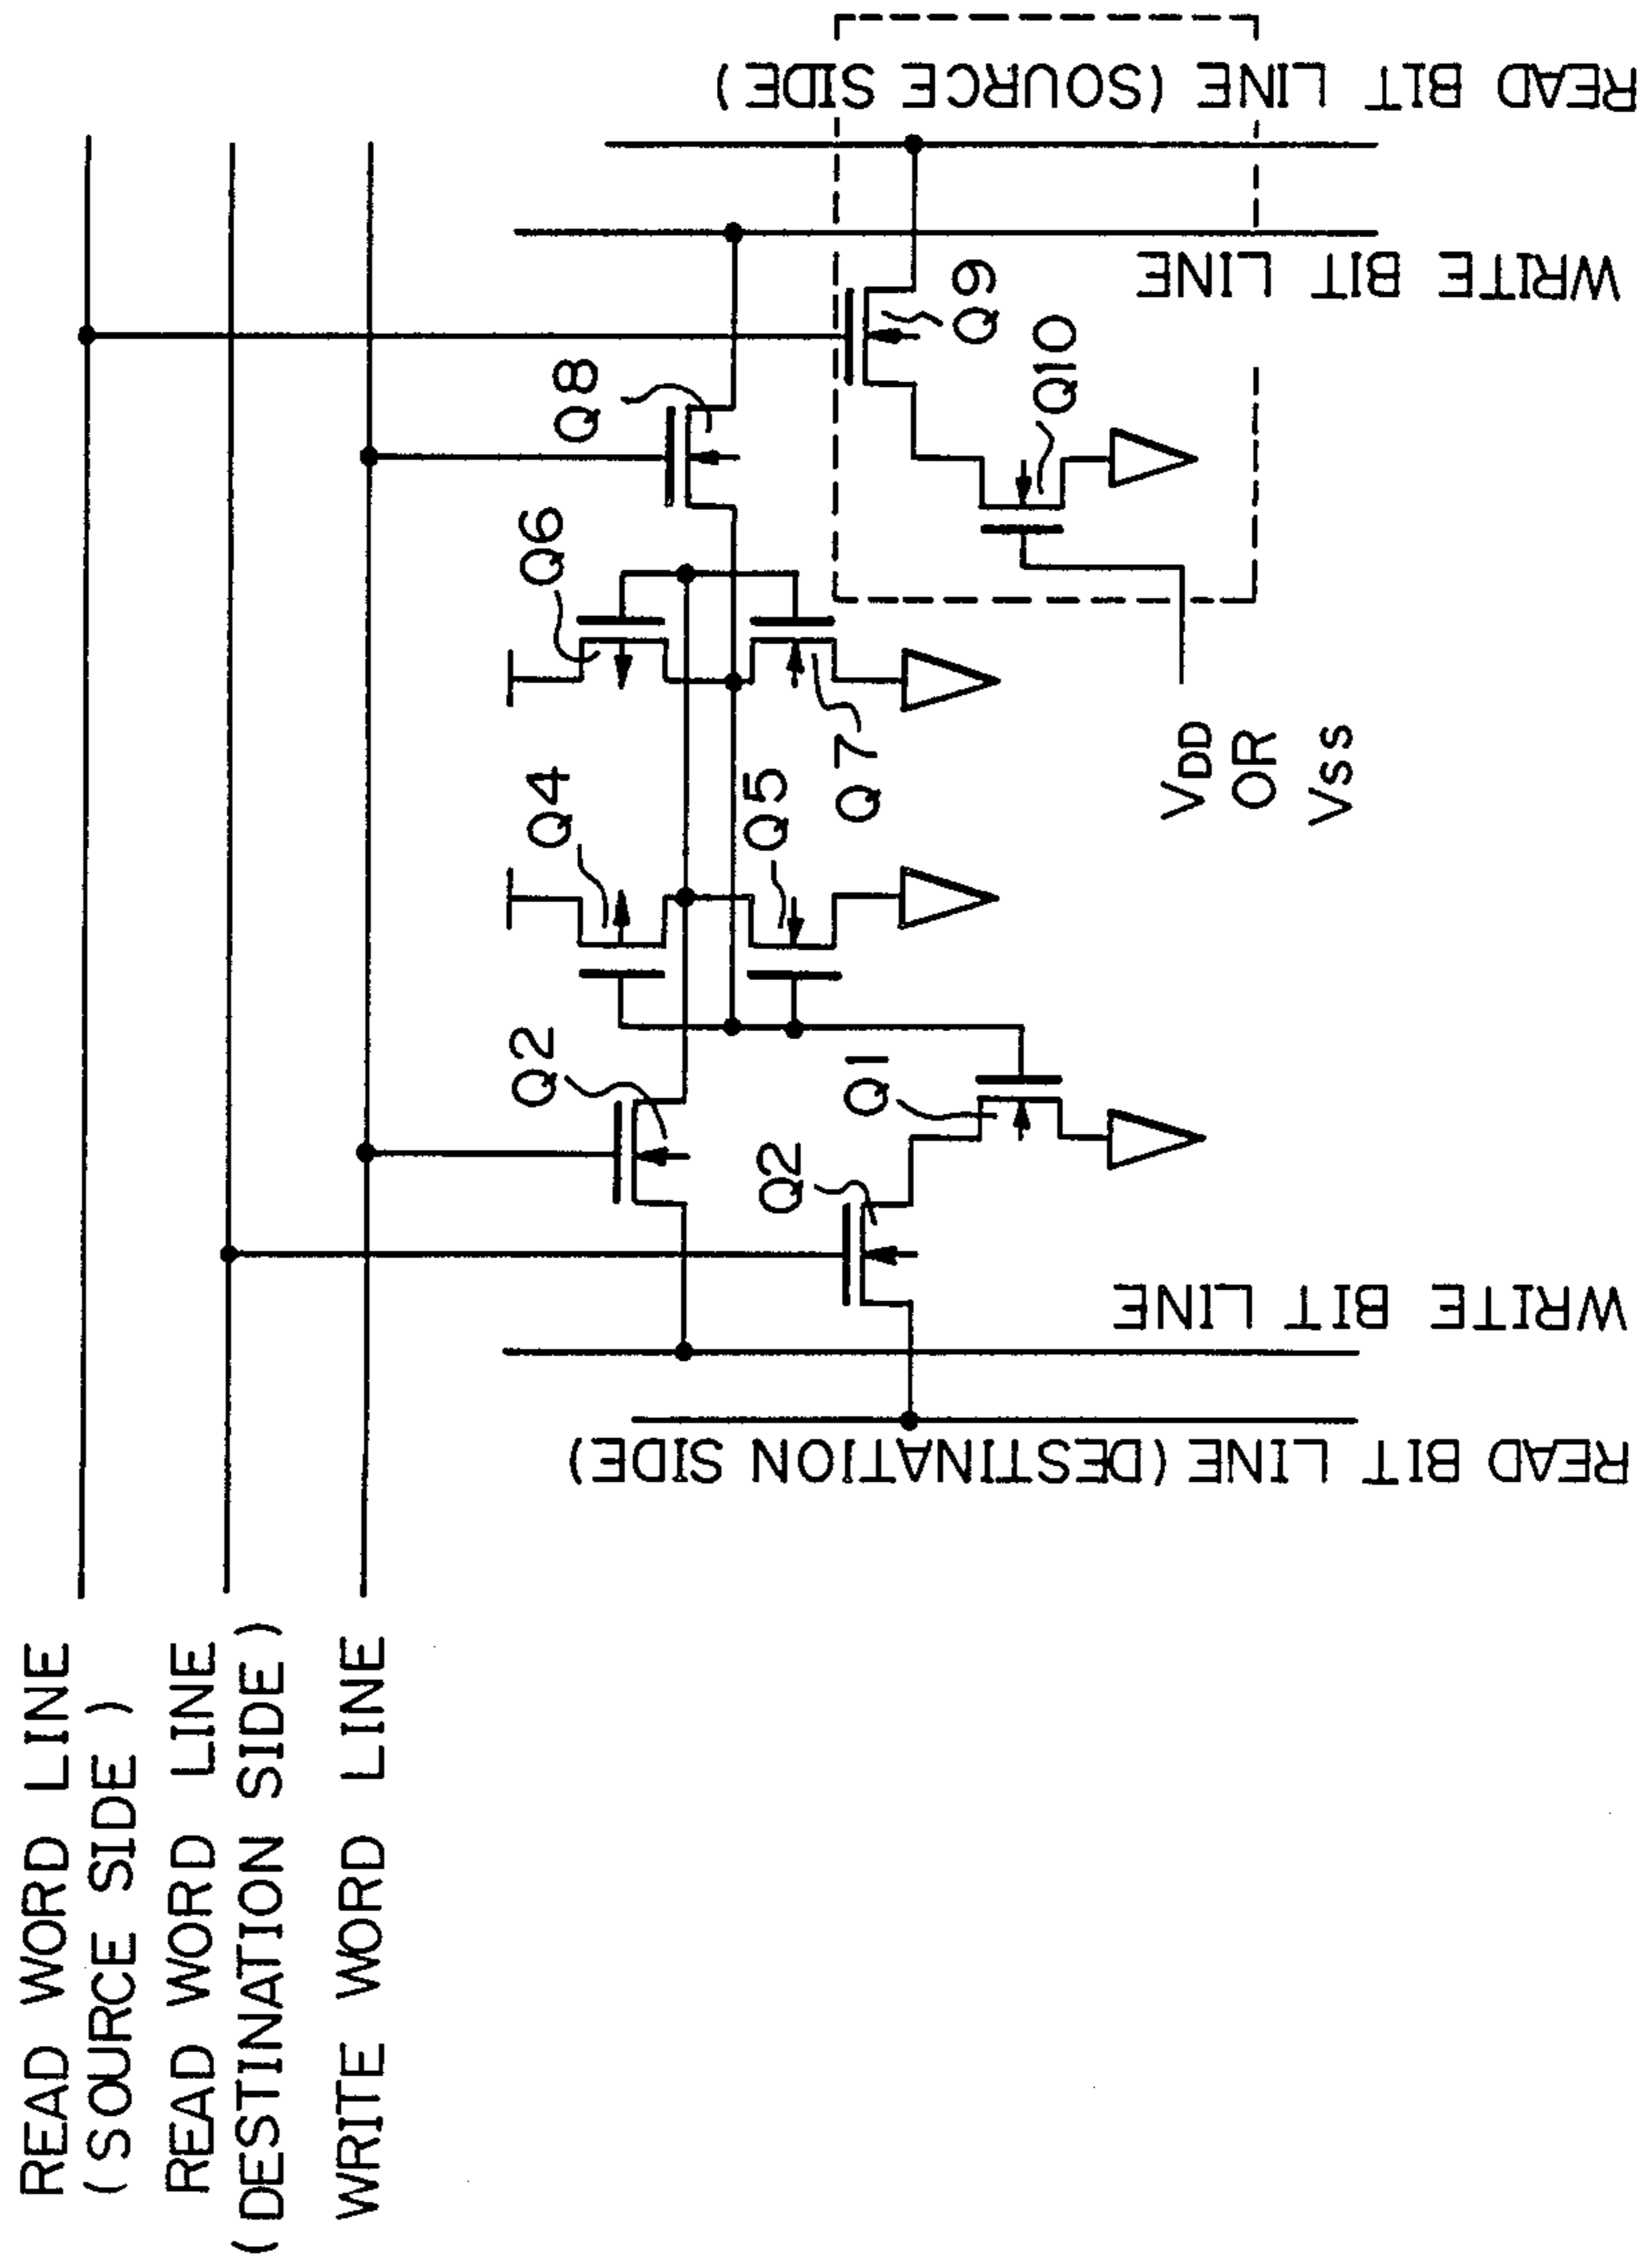 READ WORD LINE
(SOURCE SIDE)
READ WORD LINE
(DESTINATION SIDE)
WRITE WORD LINE
READ BIT LINE (DESTINATION SIDE)
WRITE BIT LINE
Q2
Q2
Q1
Q4
Q5
Q6
Q7
Q8
Q9
Q10
VDD
OR
VSS
WRITE BIT LINE
READ BIT LINE (SOURCE SIDE)